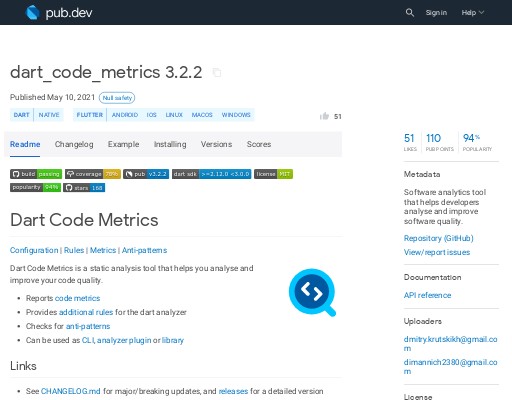 pub.dev
Sign in
Help
dart_code_metrics 3.2.2
Published May 10, 2021 Null safety
DART NATIVE FLUTTER ANDROID IOS LINUX MACOS WINDOWS 51
Readme Changelog Example Installing Versions Scores
build passing coverage 78% pub v3.2.2 dart sdk >=2.12.0 <3.0.0 license MIT
popularity 94% stars 168
Dart Code Metrics
Configuration | Rules | Metrics | Anti-patterns
Dart Code Metrics is a static analysis tool that helps you analyse and
improve your code quality.
• Reports code metrics
• Provides additional rules for the dart analyzer
• Checks for anti-patterns
• Can be used as CLI, analyzer plugin or library
Links
• See CHANGELOG.md for major/breaking updates, and releases for a detailed version
51 110 94%
LIKES PUB POINTS POPULARITY
Metadata
Software analytics tool
that helps developers
analyse and improve
software quality.
Repository (GitHub)
View/report issues
Documentation
API reference
Uploaders
dmitry.krutskikh@gmail.co
m
dimannich2380@gmail.co
m
License